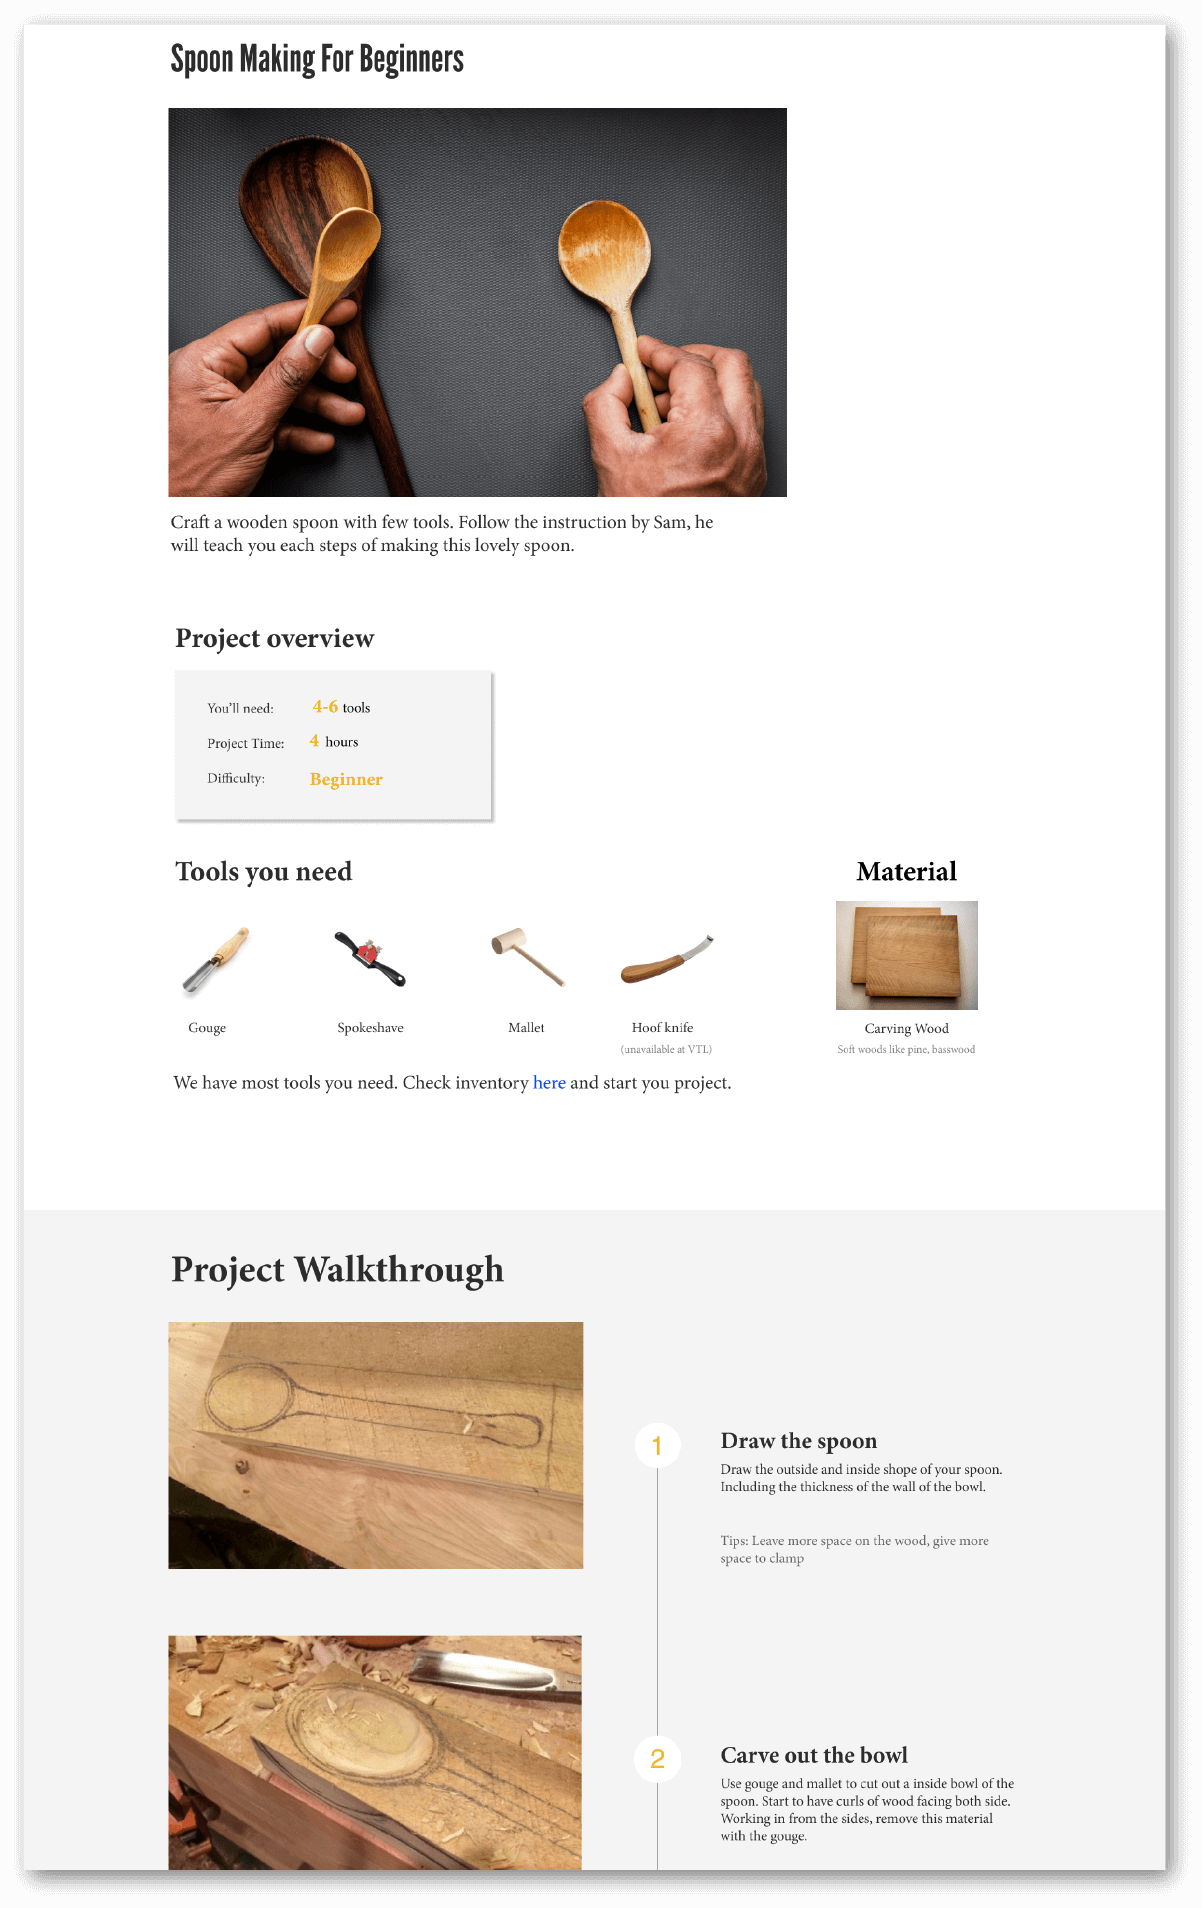 Spoon Making For Beginners
Craft a wooden spoon with few tools. Follow the instruction by Sam, he
will teach you each steps of making this lovely spoon.
Project overview
You'll need: 4-6 tools
Project Time: 4 hours
Difficulty: Beginner
Tools you need
Gouge
Spokeshave
Mallet
Hoof knife
(unavailable at VTL)
Material
Carving Wood
Soft woods like pine, basswood
We have most tools you need. Check inventory here and start you project.
Project Walkthrough
1
Draw the spoon
Draw the outside and inside shope of your spoon.
Including the thickness of the wall of the bowl.
Tips: Leave more space on the wood, give more
space to clamp
2
Carve out the bowl
Use gouge and mallet to cut out a inside bowl of the
spoon. Start to have curls of wood facing both side.
Working in from the sides, remove this material
with the gouge.